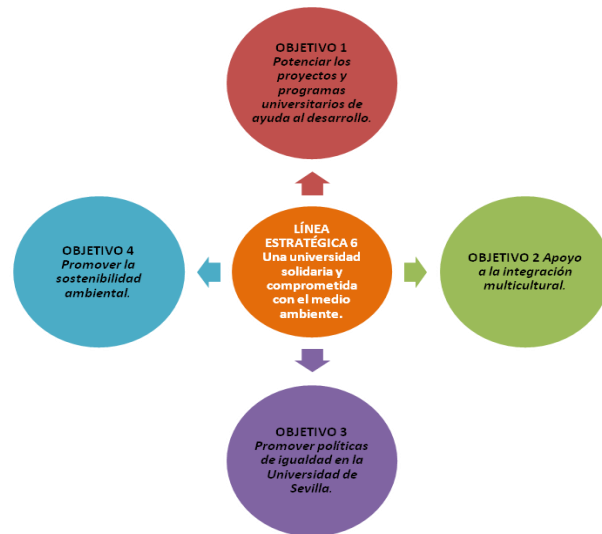 OBJETIVO 1
Potenciar los
proyectos y
programas
universitarios de
ayuda al desarrollo.
OBJETIVO 4
Promover la
sostenibilidad
ambiental.
LÍNEA
ESTRATÉGICA 6
Una universidad
solidaria y
comprometida
con el medio
ambiente.
OBJETIVO 2 Apoyo
a la integración
multicultural.
OBJETIVO 3
Promover políticas
de igualdad en la
Universidad de
Sevilla.